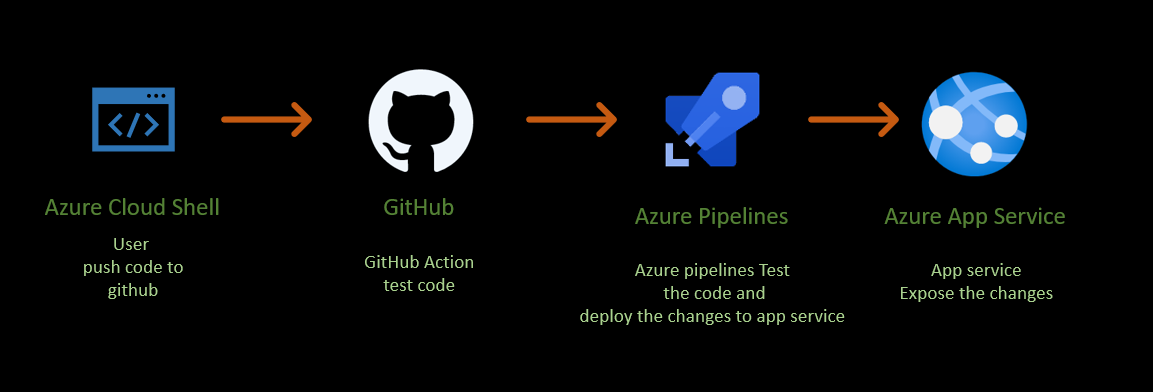 Azure Cloud Shell
User
push code to
github
GitHub
GitHub Action
test code
Azure Pipelines
Azure pipelines Test
the code and
deploy the changes to app service
Azure App Service
App service
Expose the changes